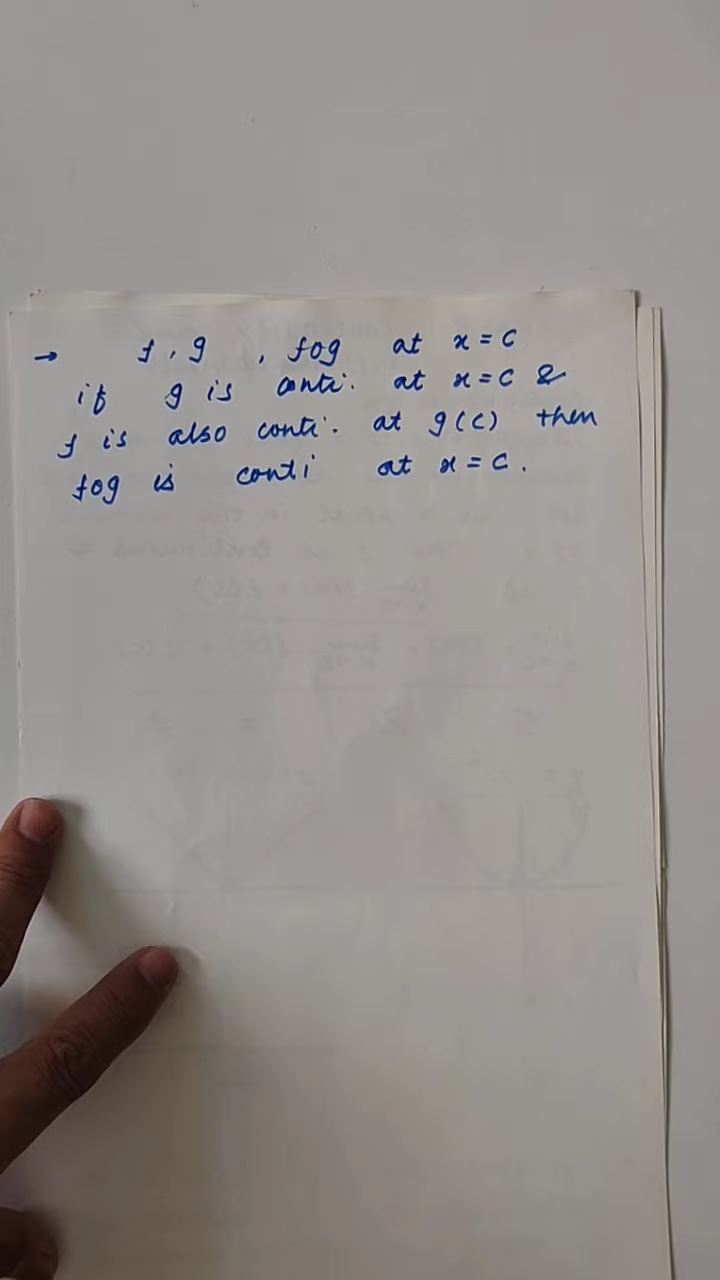 → f, g , fog at x = c
if g is conti. at x = c &
f is also conti. at g(c) then
fog is conti at x = c.